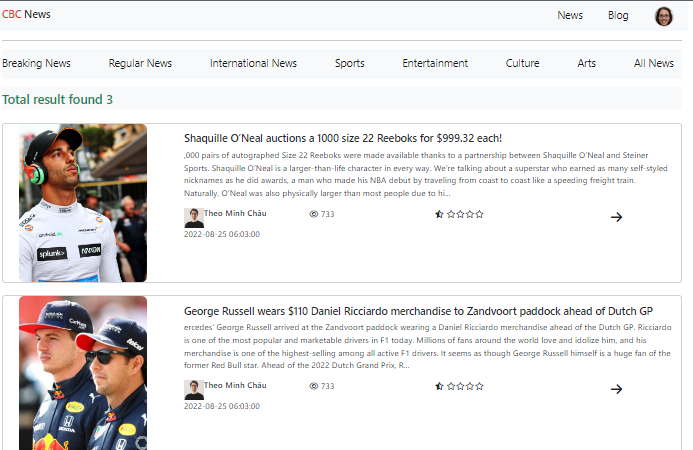 CBC News
News
Blog
Breaking News
Regular News
International News
Sports
Entertainment
Culture
Arts
All News
Total result found 3
Shaquille O'Neal auctions a 1000 size 22 Reeboks for $999.32 each!
,000 pairs of autographed Size 22 Reeboks were made available thanks to a partnership between Shaquille O'Neal and Steiner
Sports. Shaquille O'Neal is a larger-than-life character in every way. We're talking about a superstar who earned as many self-styled
nicknames as he did awards, a man who made his NBA debut by traveling from coast to coast like a speeding freight train.
Naturally, O'Neal was also physically larger than most people due to hi...
Theo Minh Châu
733
2022-08-25 06:03:00
splunk>
George Russell wears $110 Daniel Ricciardo merchandise to Zandvoort paddock ahead of Dutch GP
ercedes' George Russell arrived at the Zandvoort paddock wearing a Daniel Ricciardo merchandise ahead of the Dutch GP. Ricciardo
is one of the most popular and marketable drivers in F1 today. Millions of fans around the world love and idolize him, and his
merchandise is one of the highest-selling among all active F1 drivers. It seems as though George Russell himself is a huge fan of the
former Red Bull star. Ahead of the 2022 Dutch Grand Prix, R...
Theo Minh Châu
733
2022-08-25 06:03:00